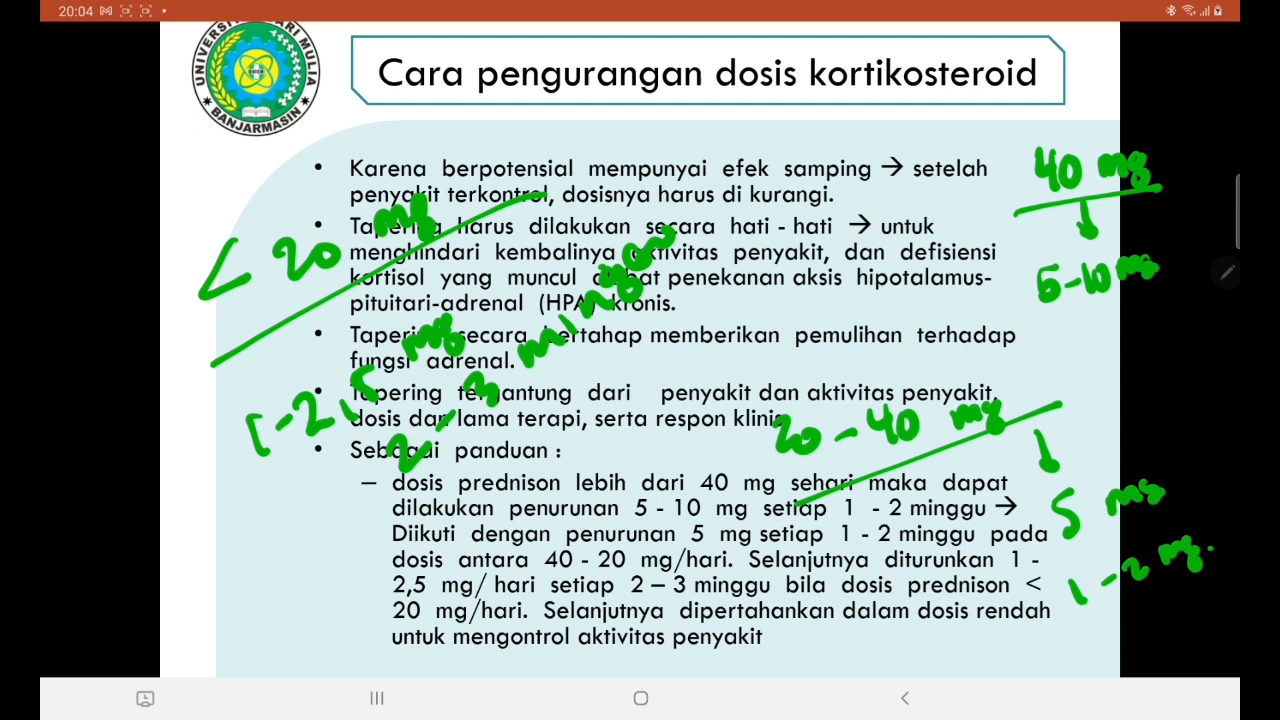 20:04
UNIVERSITAS SARI MULIA
BANJARMASIN
Cara pengurangan dosis kortikosteroid
• Karena berpotensial mempunyai efek samping → setelah
penyakit terkontrol, dosisnya harus di kurangi.
• Tapering harus dilakukan secara hati - hati → untuk
menghindari kembalinya aktivitas penyakit, dan defisiensi
kortisol yang muncul akibat penekanan aksis hipotalamus-
pituitari-adrenal (HPA) kronis.
• Tapering secara bertahap memberikan pemulihan terhadap
fungsi adrenal.
• Tapering tergantung dari penyakit dan aktivitas penyakit,
dosis dan lama terapi, serta respon klinis
• Sebagai panduan :
– dosis prednison lebih dari 40 mg sehari maka dapat
dilakukan penurunan 5 - 10 mg setiap 1 - 2 minggu →
Diikuti dengan penurunan 5 mg setiap 1 - 2 minggu pada
dosis antara 40 - 20 mg/hari. Selanjutnya diturunkan 1 -
2,5 mg/ hari setiap 2 – 3 minggu bila dosis prednison <
20 mg/hari. Selanjutnya dipertahankan dalam dosis rendah
untuk mengontrol aktivitas penyakit
40 mg
↓
5-10 mg
20 - 40 mg
↓
5 mg
1 - 2 mg.
< 20 mg
1 - 2,5 mg
2 - 3 minggu